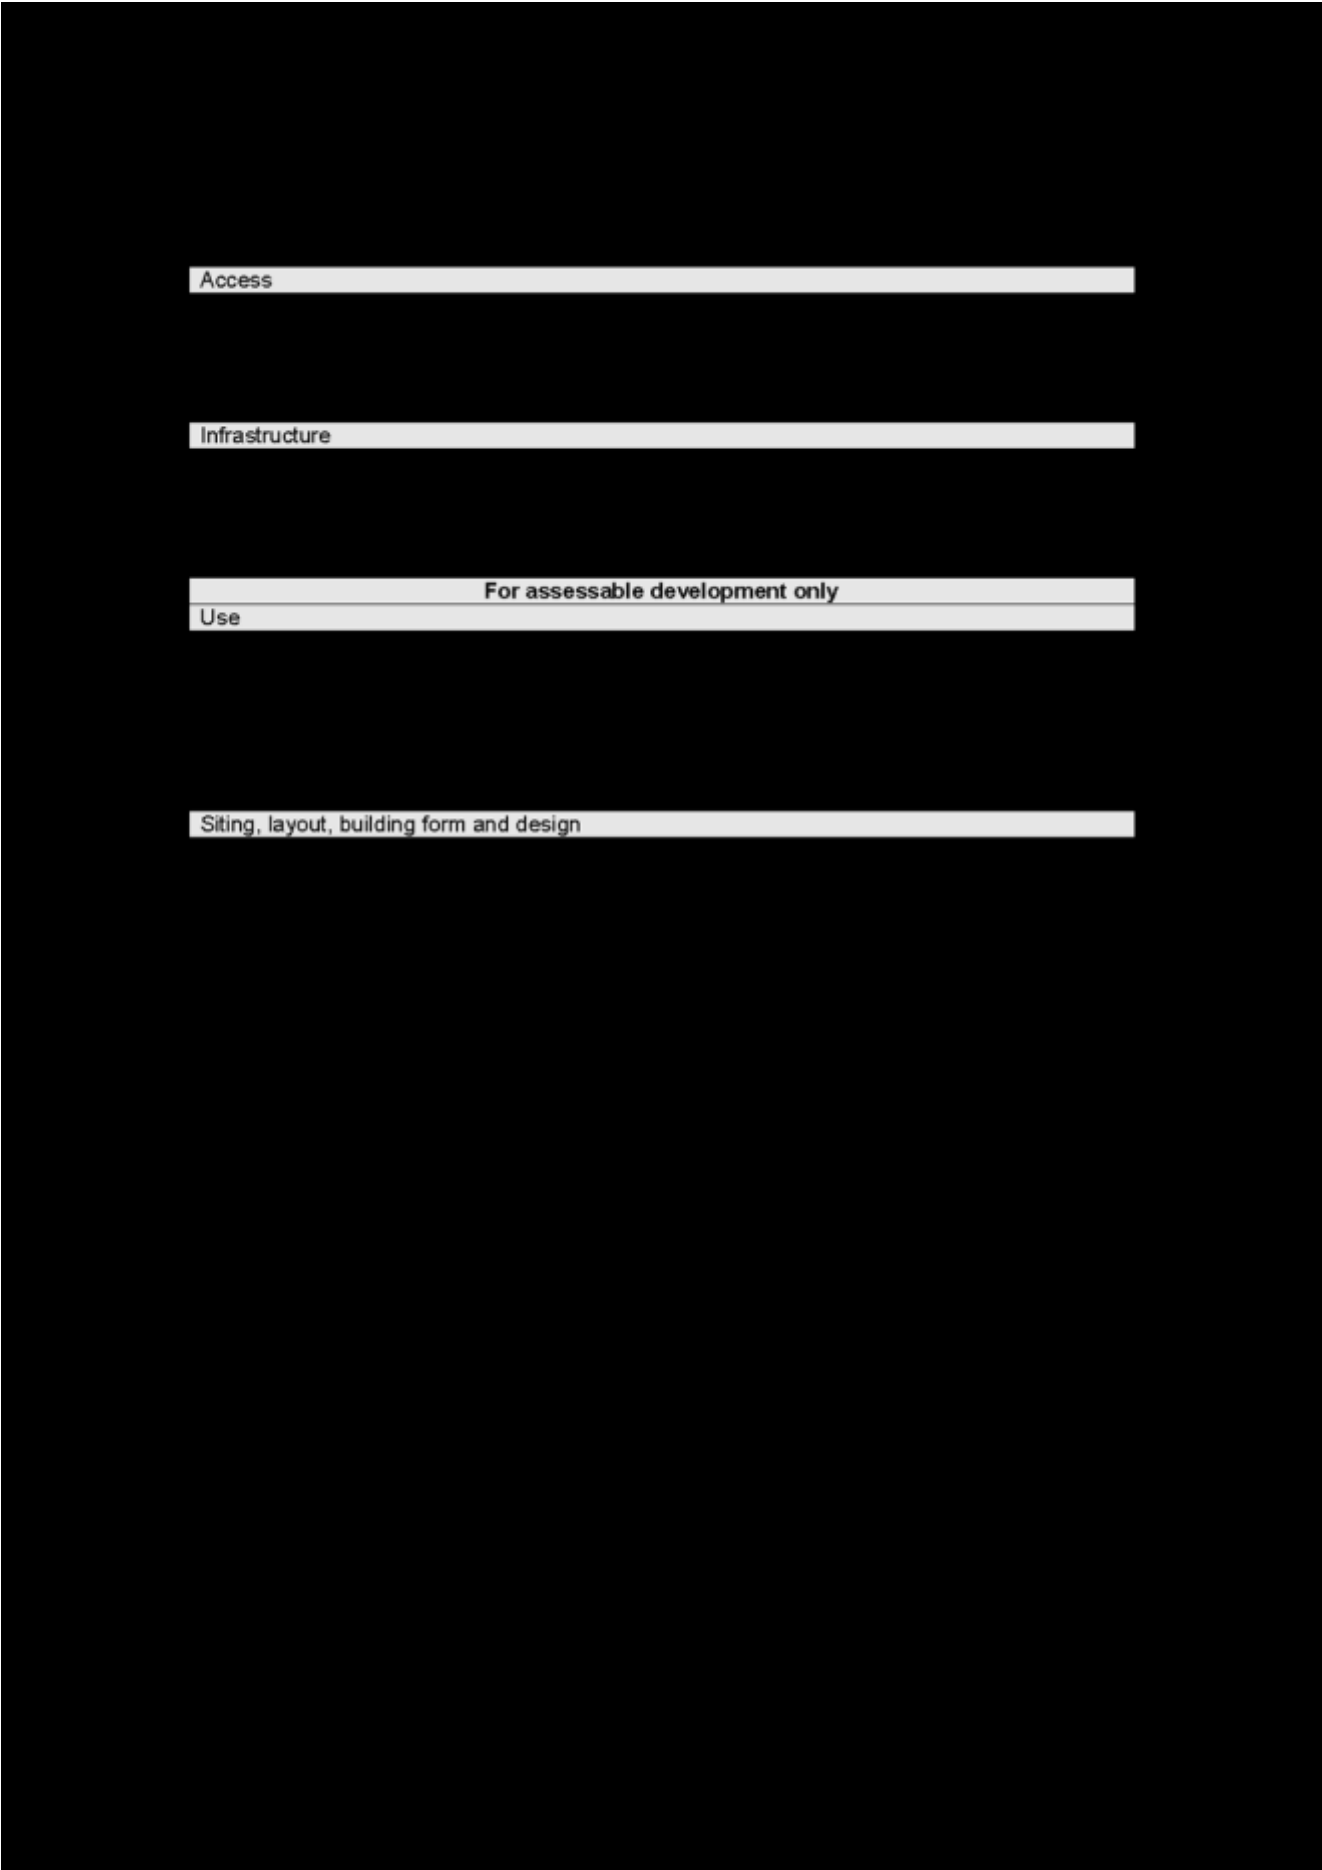 Access
Infrastructure
For assessable development only
Use
Siting, layout, building form and design